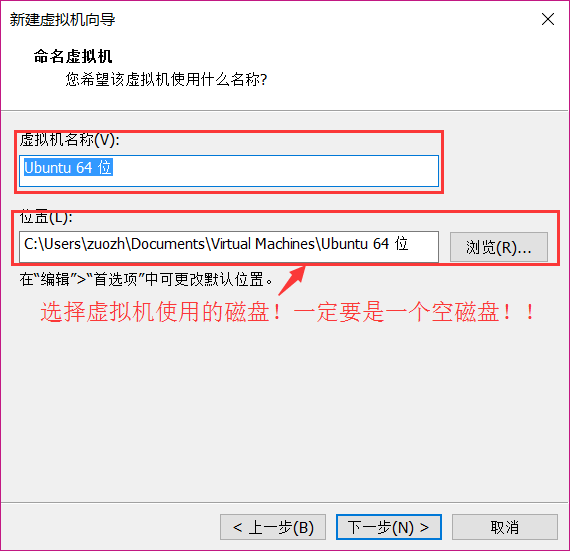 新建虚拟机向导
命名虚拟机
您希望该虚拟机使用什么名称?
虚拟机名称(V):
Ubuntu 64 位
位置(L):
C:\Users\zuozh\Documents\Virtual Machines\Ubuntu 64 位
浏览(R)...
在“编辑”>“首选项”中可更改默认位置。
选择虚拟机使用的磁盘！一定要是一个空磁盘！！
< 上一步(B)
下一步(N) >
取消